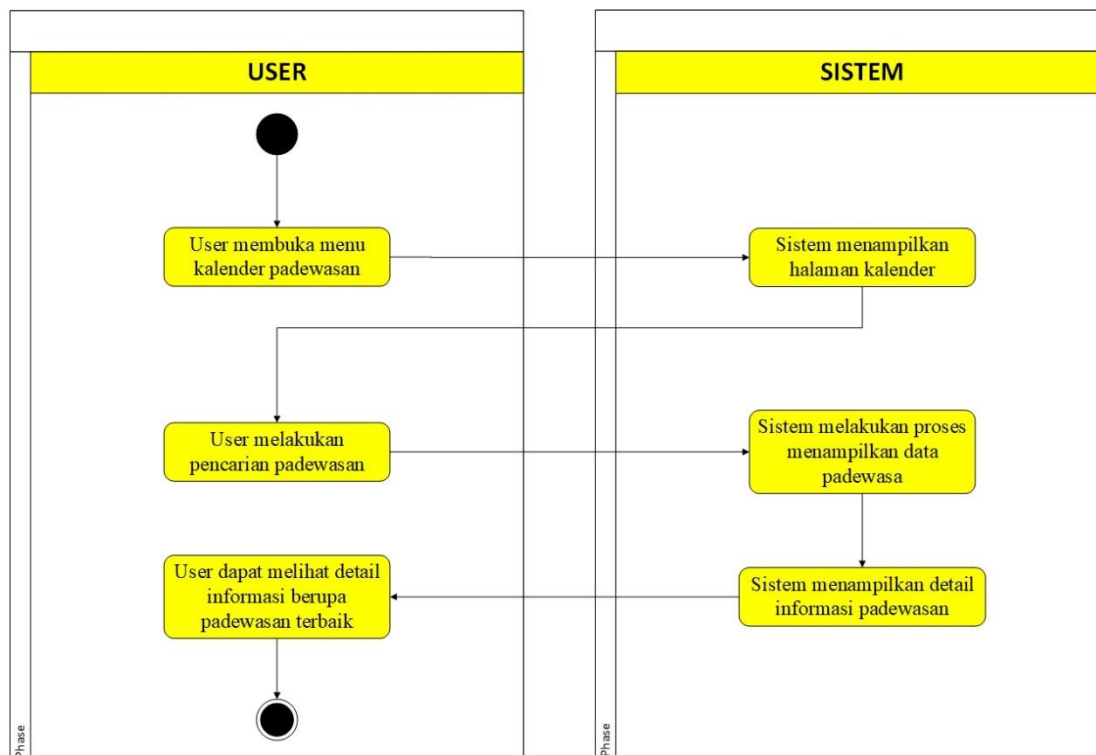 USER
SISTEM
User membuka menu
kalender padewasan
Sistem menampilkan
halaman kalender
User melakukan
pencarian padewasan
Sistem melakukan proses
menampilkan data
padewasa
User dapat melihat detail
informasi berupa
padewasan terbaik
Sistem menampilkan detail
informasi padewasan
Phase
Phase